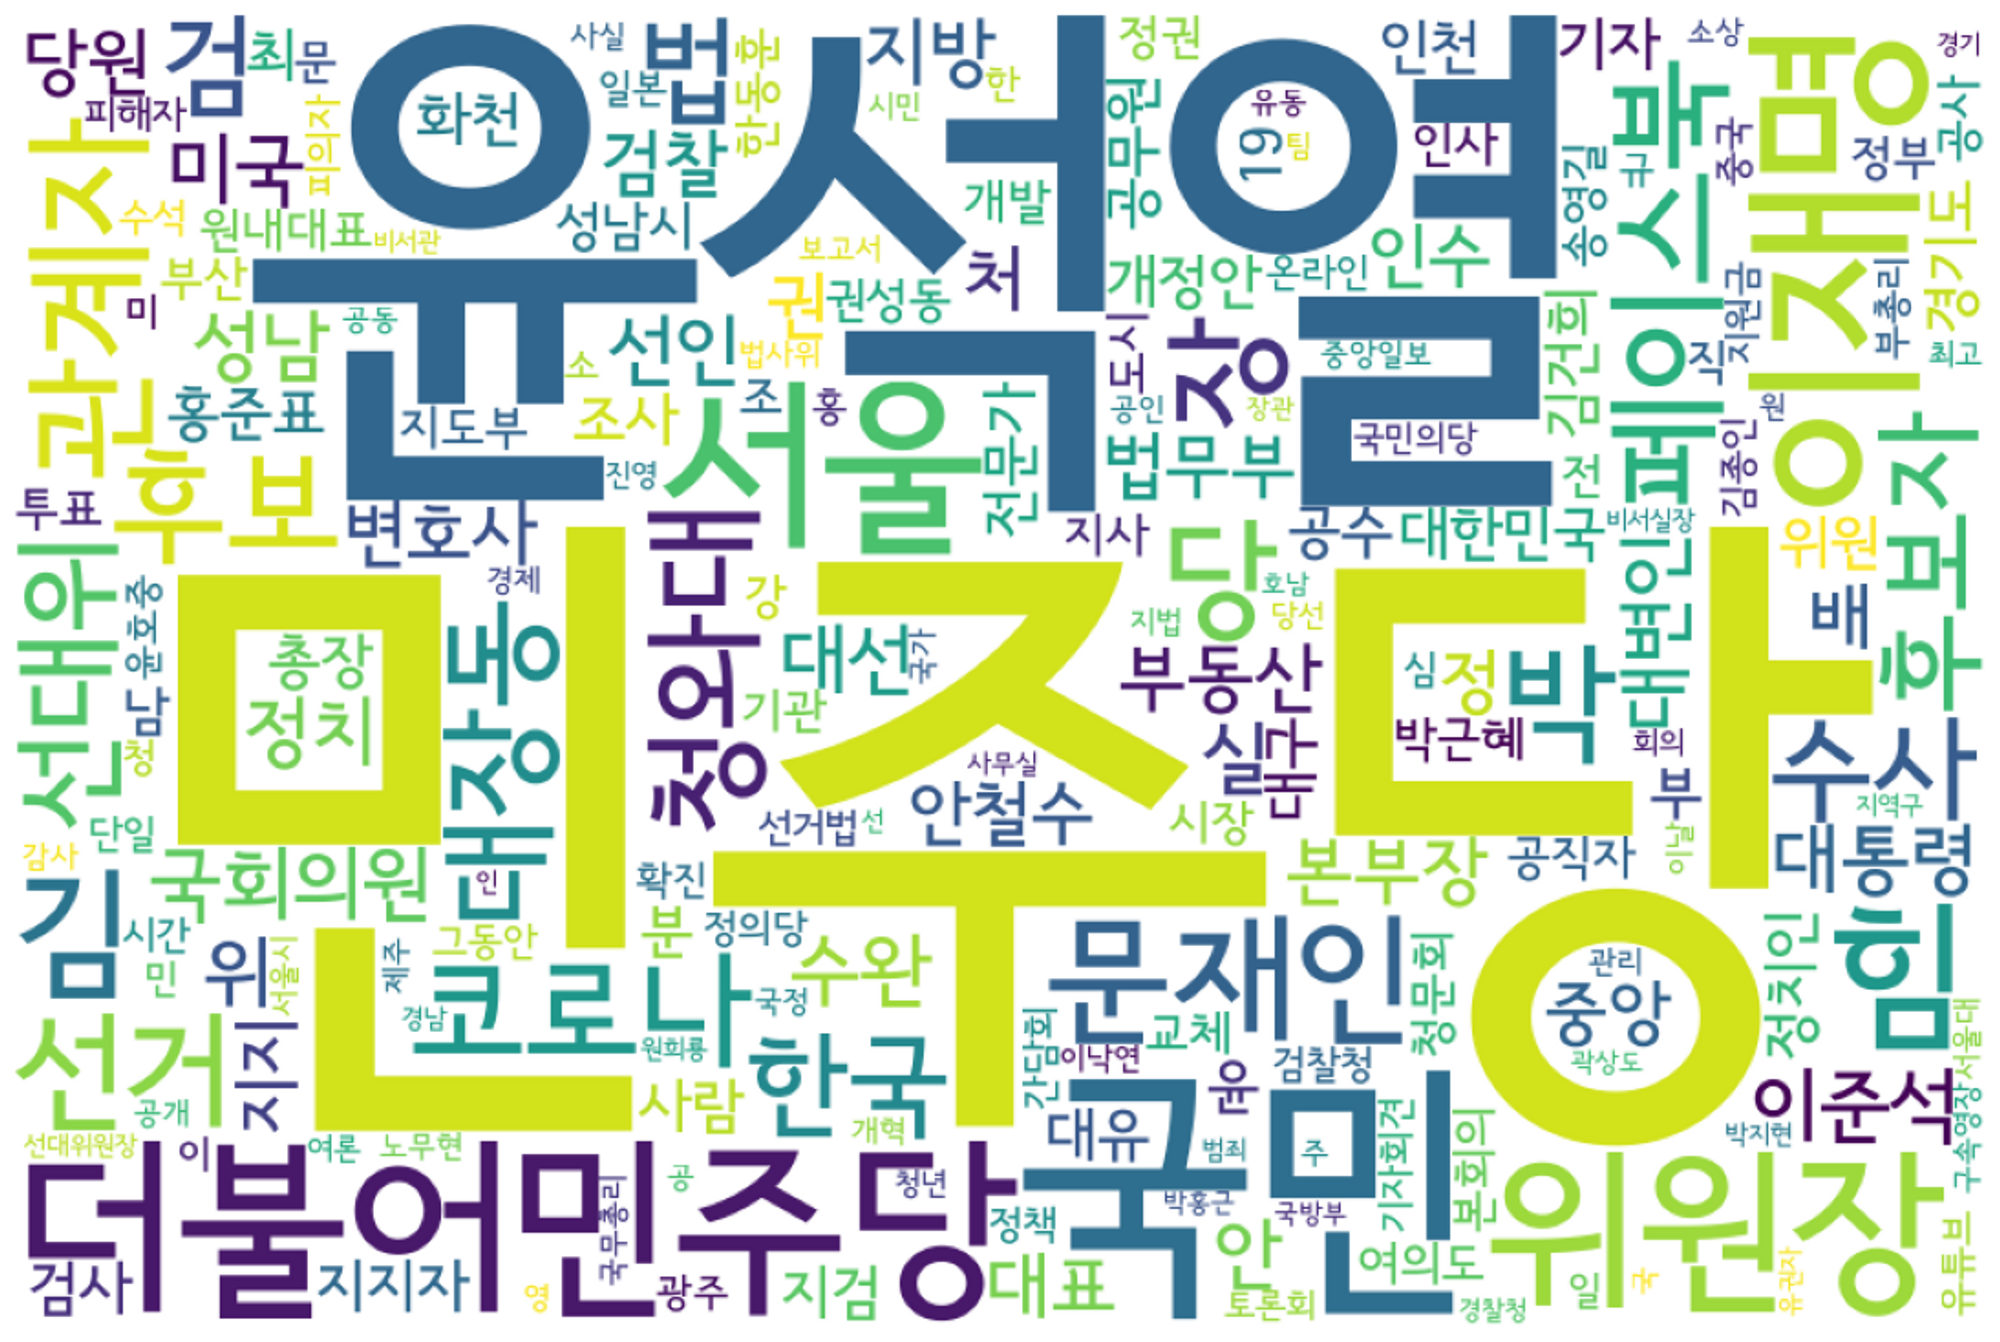 당원
검
최
문
사실
법
한동훈
지방
정권
인천
기자
소상
경기
이재명
윤석열
화천
일본
한
시민
공무원
유동
19
팀
인사
스북
페이
규
중국
정부
공사
피해자
피의자
미국
검찰
관계자
수석
원내대표
비서관
성남시
보고서
개발
처
개정안
온라인
인수
송영길
경기도
부총리
지원금
부산
미
성남
공동
권
권성동
선인
소
법사위
도시
장
중앙일보
김건희
직
최고
홍준표
지도부
조사
조
홍
서울
전문가
공인
장관
국민의당
법무부
전
김종인
원
후보자
후보
투표
진영
변호사
청와대
지사
공수
대한민국
비서실장
위원
선대위
윤호중
경제
강
당
호남
지법
당선
대변인
배
민주당
총장
정치
대장동
대선
국가
기관
부동산
심
정
박
박근혜
회의
남
청
실
대구
부
수사
사무실
안철수
선거법
선
시장
지역구
이날
단일
감사
국회의원
인
확진
본부장
공직자
대통령
김
시간
민
위
서울시
제주
그동안
분
정의당
수완
문재인
청문회
관리
중앙
곽상도
정치인
임
서울대
선거
지지
경남
코로나
국정
원희룡
한국
간담회
교체
이낙연
검찰청
윤
이준석
구속영장
공개
사람
개혁
대유
범죄
주
기자회견
본회의
박지현
선대위원장
이
여론
노무현
공
청년
더불어민주당
국무총리
정책
국민
박홍근
국방부
위원장
검사
지지자
영
광주
지검
대표
안
토론회
여의도
경찰청
일
국
유권자
유튜브